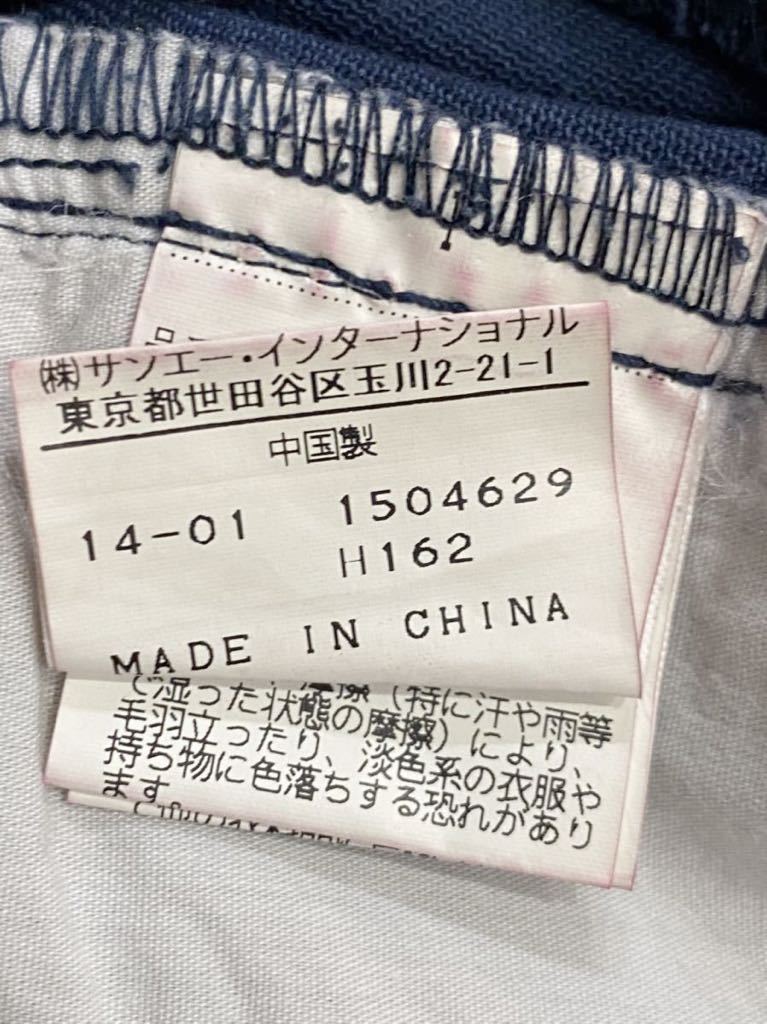 ㈱サンエー・インターナショナル
東京都世田谷区玉川2-21-1
中国製
14-01 1504629
H162
MADE IN CHINA
で湿った状態の摩擦（特に汗や雨等
毛羽立ったり、淡色系の衣服や
持ち物に色落ちする恐れがあり
ます